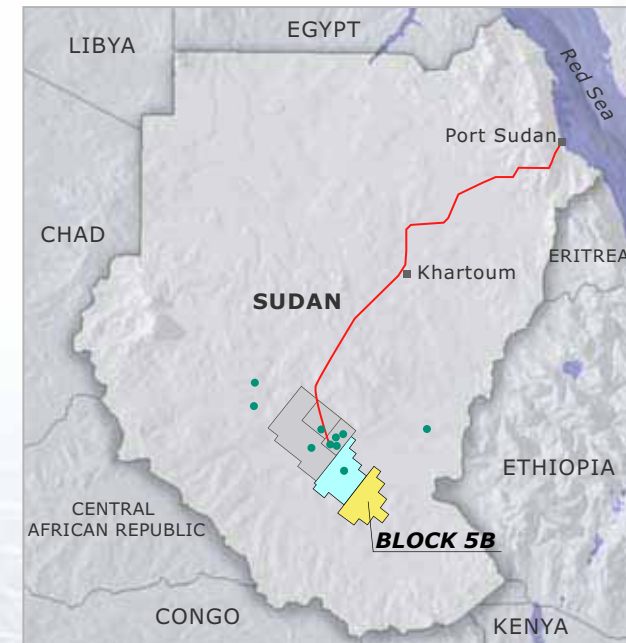 EGYPT
LIBYA
Red Sea
Port Sudan
CHAD
ERITREA
Khartoum
SUDAN
ETHIOPIA
CENTRAL
AFRICAN REPUBLIC
BLOCK 5B
CONGO
KENYA